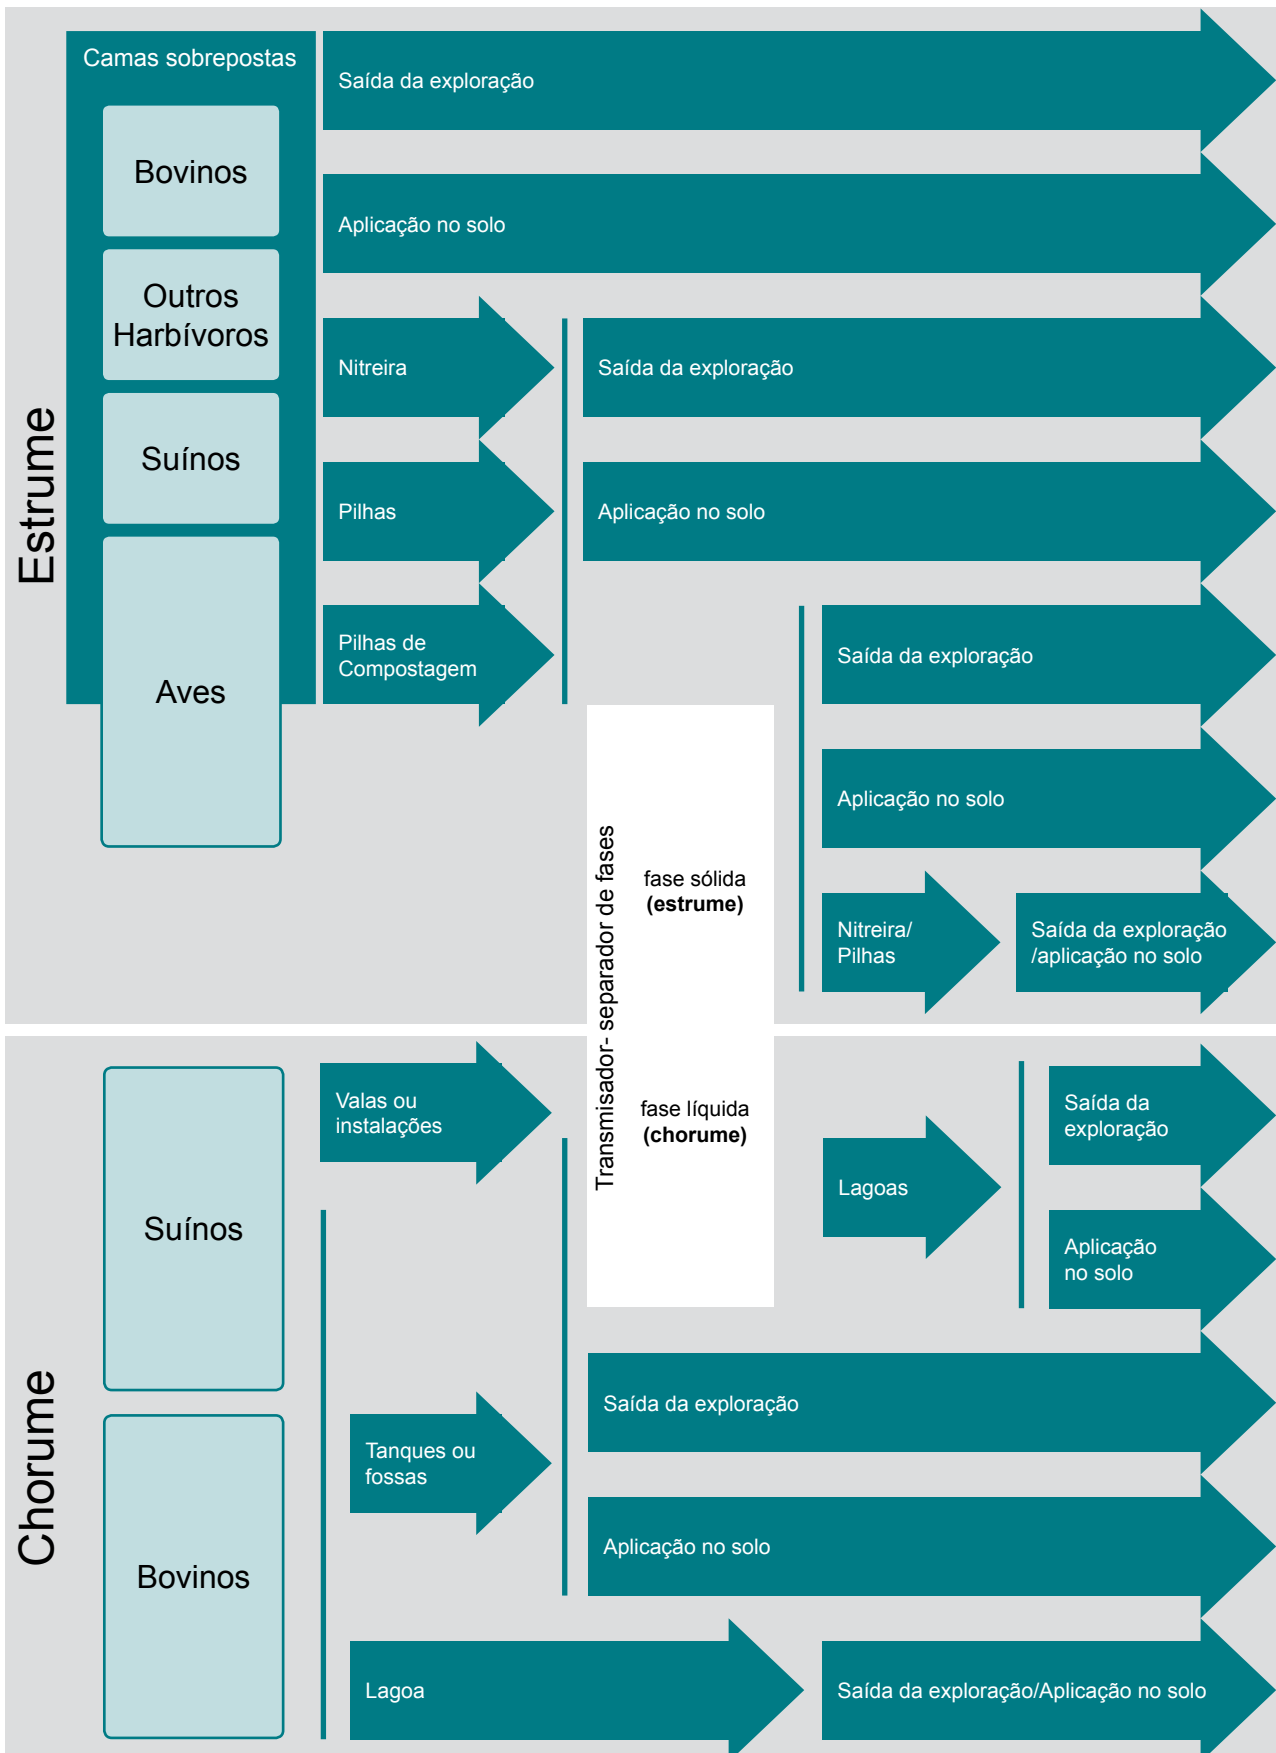 Estrume
Camas sobrepostas
Bovinos
Outros
Harbívoros
Suínos
Aves
Saída da exploração
Aplicação no solo
Nitreira
Saída da exploração
Pilhas
Aplicação no solo
Pilhas de
Compostagem
Saída da exploração
Aplicação no solo
Nitreira/
Pilhas
Saída da exploração
/aplicação no solo
Transmisador- separador de fases
fase sólida
(estrume)
fase líquida
(chorume)
Chorume
Suínos
Bovinos
Valas ou
instalações
Lagoas
Saída da
exploração
Aplicação
no solo
Tanques ou
fossas
Saída da exploração
Aplicação no solo
Lagoa
Saída da exploração/Aplicação no solo